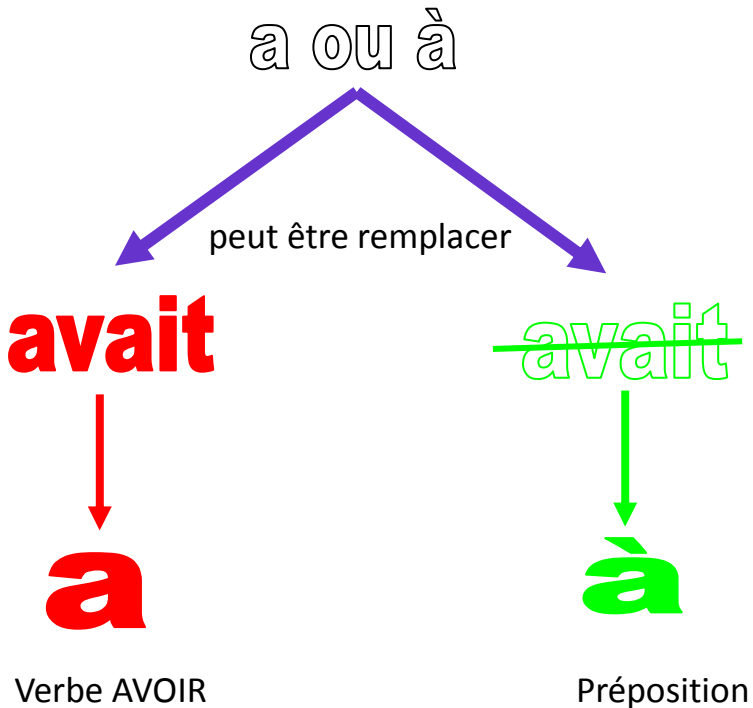 a ou à
peut être remplacer
avait
avait
a
à
Verbe AVOIR
Préposition